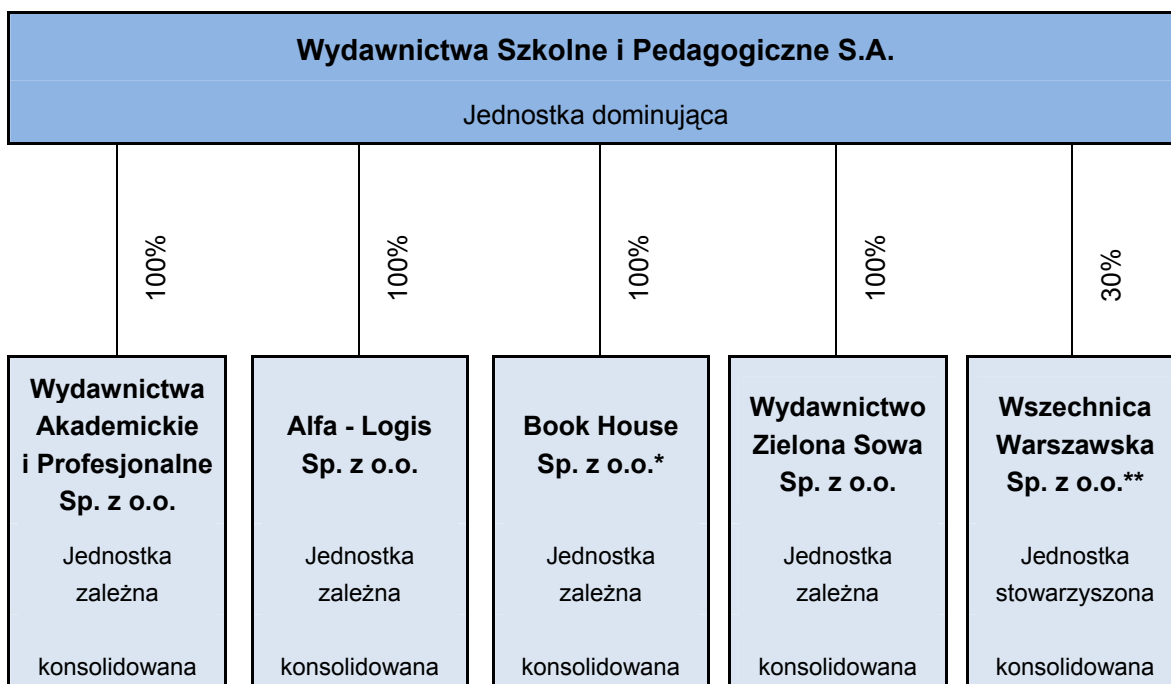 Wydawnictwa Szkolne i Pedagogiczne S.A.
Jednostka dominująca
100%
100%
100%
100%
30%
Wydawnictwa
Akademickie
i Profesjonalne
Sp. z o.o.
Jednostka
zależna
konsolidowana
Alfa - Logis
Sp. z o.o.
Jednostka
zależna
konsolidowana
Book House
Sp. z o.o.*
Jednostka
zależna
konsolidowana
Wydawnictwo
Zielona Sowa
Sp. z o.o.
Jednostka
zależna
konsolidowana
Wszechnica
Warszawska
Sp. z o.o.**
Jednostka
stowarzyszona
konsolidowana